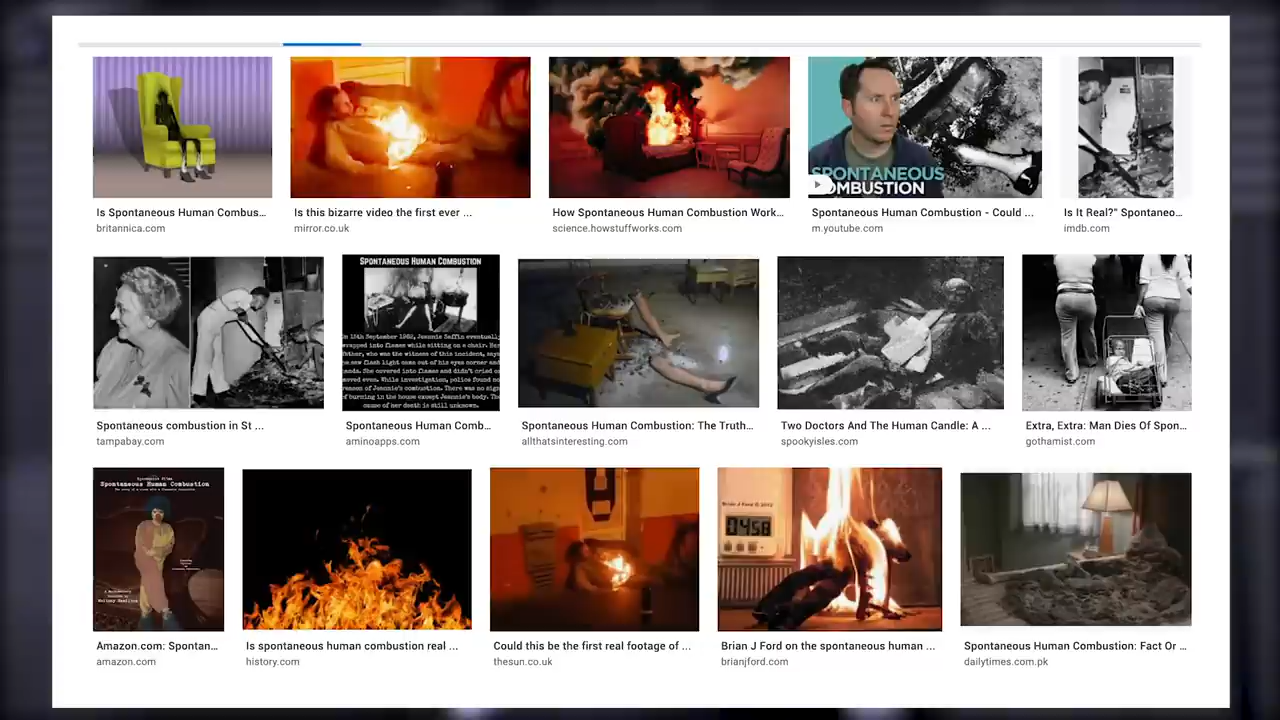 SPONTANEOUS
COMBUSTION
Is Spontaneous Human Combus...
britannica.com
Is this bizarre video the first ever ...
mirror.co.uk
How Spontaneous Human Combustion Work...
science.howstuffworks.com
Spontaneous Human Combustion - Could ...
m.youtube.com
Is It Real?" Spontaneo...
imdb.com
SPONTANEOUS HUMAN COMBUSTION
Spontaneous combustion in St ...
tampabay.com
Spontaneous Human Comb...
aminoapps.com
Spontaneous Human Combustion: The Truth...
allthatsinteresting.com
Two Doctors And The Human Candle: A ...
spookyisles.com
Extra, Extra: Man Dies Of Spon...
gothamist.com
Spontaneous Human Combustion
0458
Amazon.com: Spontan...
amazon.com
Is spontaneous human combustion real ...
history.com
Could this be the first real footage of ...
thesun.co.uk
Brian J Ford on the spontaneous human ...
brianjford.com
Spontaneous Human Combustion: Fact Or ...
dailytimes.com.pk